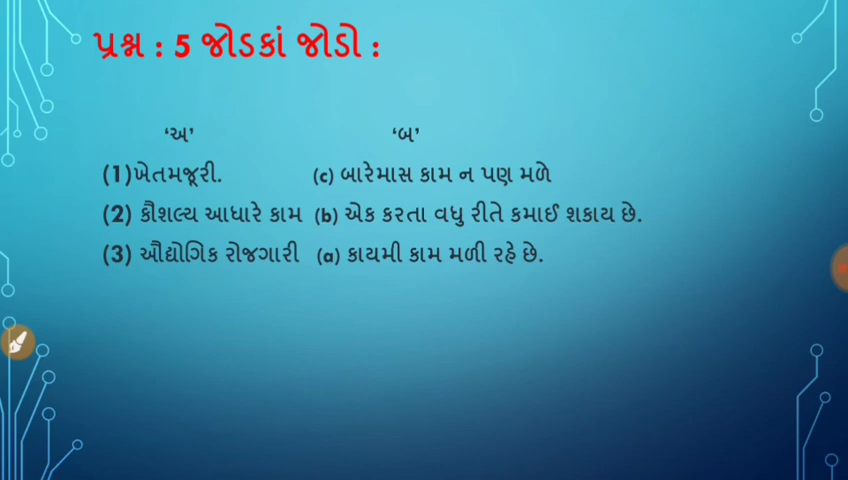 પ્રશ્ન : 5 જોડકાં જોડો :
‘અ’ ‘બ’
(1)ખેતમજૂરી. (c) બારેમાસ કામ ન પણ મળે
(2) કૌશલ્ય આધારે કામ (b) એક કરતા વધુ રીતે કમાઈ શકાય છે.
(3) ઔદ્યોગિક રોજગારી (a) કાયમી કામ મળી રહે છે.